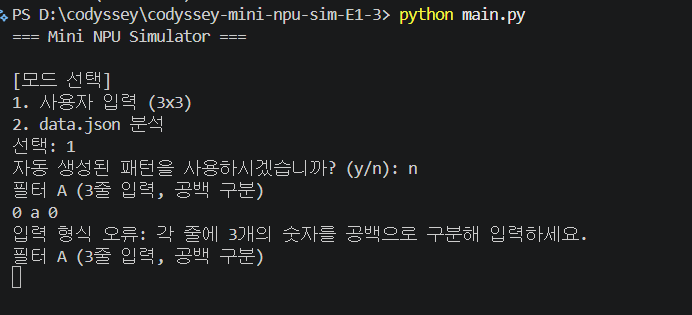 PS D:\codyssey\codyssey-mini-npu-sim-E1-3> python main.py
=== Mini NPU Simulator ===
[모드 선택]
1. 사용자 입력 (3x3)
2. data.json 분석
선택: 1
자동 생성된 패턴을 사용하시겠습니까? (y/n): n
필터 A (3줄 입력, 공백 구분)
0 a 0
입력 형식 오류: 각 줄에 3개의 숫자를 공백으로 구분해 입력하세요.
필터 A (3줄 입력, 공백 구분)